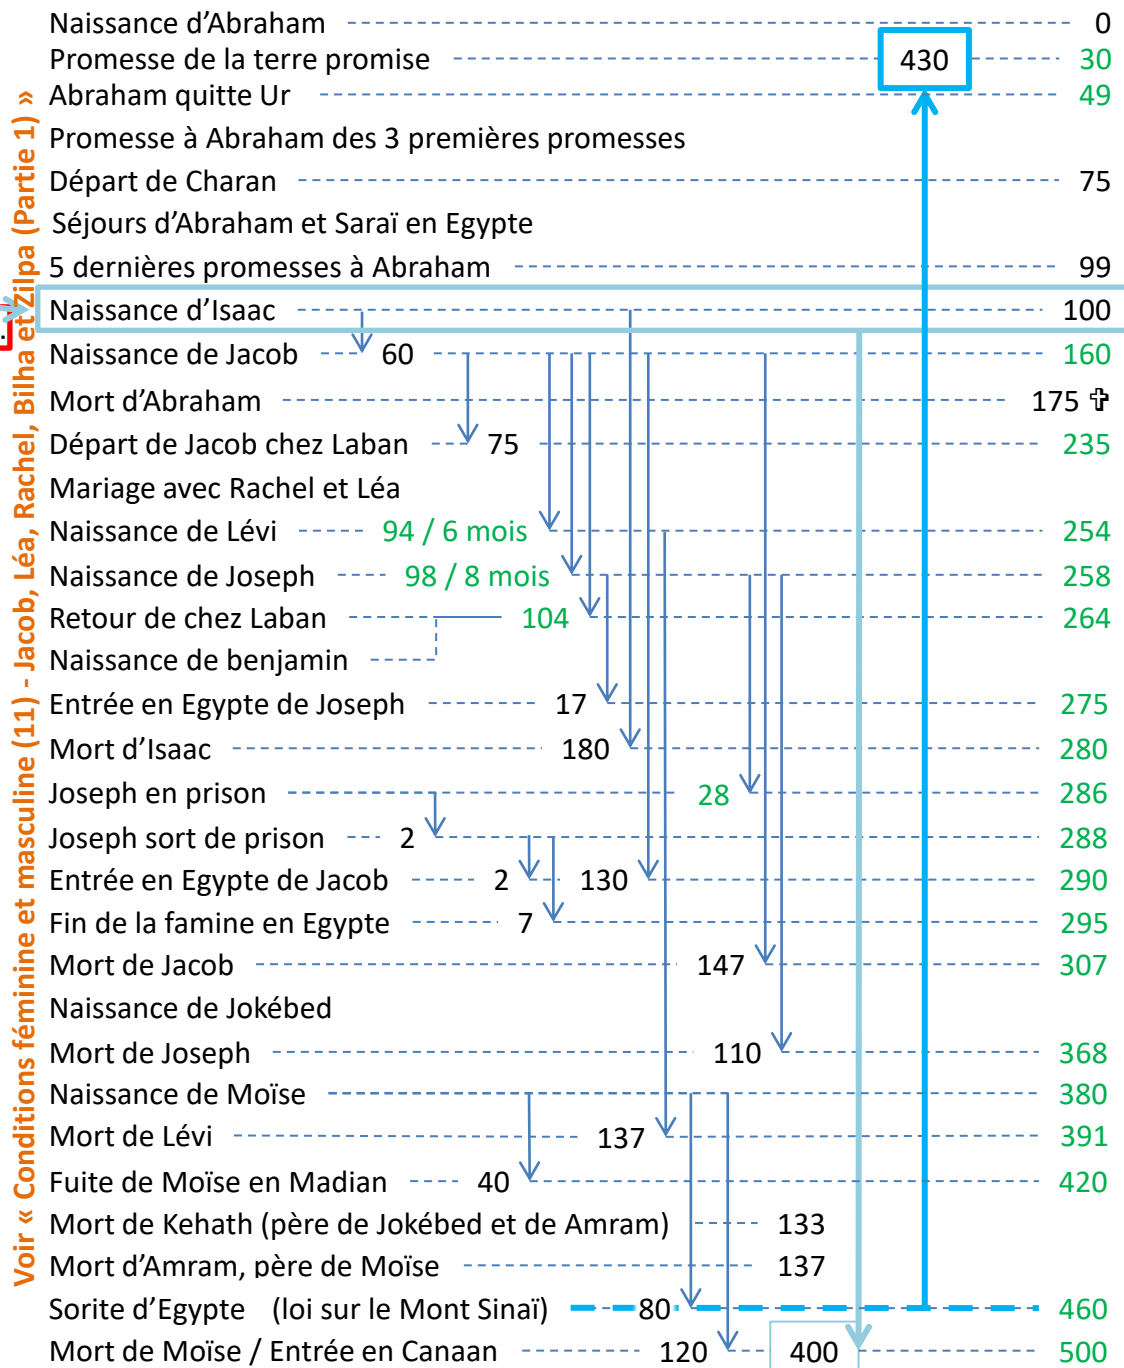 Naissance d’Abraham 0
Promesse de la terre promise 430 30
Abraham quitte Ur 49
Promesse à Abraham des 3 premières promesses
Départ de Charan 75
Séjours d’Abraham et Saraï en Egypte
5 dernières promesses à Abraham 99
Naissance d’Isaac 100
Naissance de Jacob 60 160
Mort d’Abraham 175 ✞
Départ de Jacob chez Laban 75 235
Mariage avec Rachel et Léa
Naissance de Lévi 94 / 6 mois 254
Naissance de Joseph 98 / 8 mois 258
Retour de chez Laban 104 264
Naissance de benjamin
Entrée en Egypte de Joseph 17 275
Mort d’Isaac 180 280
Joseph en prison 28 286
Joseph sort de prison 2 288
Entrée en Egypte de Jacob 2 130 290
Fin de la famine en Egypte 7 295
Mort de Jacob 147 307
Naissance de Jokébed
Mort de Joseph 110 368
Naissance de Moïse 380
Mort de Lévi 137 391
Fuite de Moïse en Madian 40 420
Mort de Kehath (père de Jokébed et de Amram) 133
Mort d’Amram, père de Moïse 137
Sorite d’Egypte (loi sur le Mont Sinaï) 80 460
Mort de Moïse / Entrée en Canaan 120 400 500
Voir « Conditions féminine et masculine (11) - Jacob, Léa, Rachel, Bilha et Zilpa (Partie 1) »